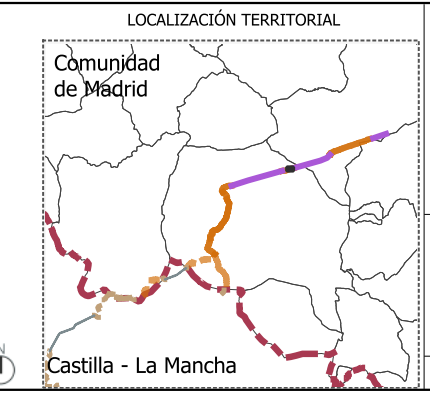 LOCALIZACIÓN TERRITORIAL
Comunidad
de Madrid
Castilla - La Mancha
N